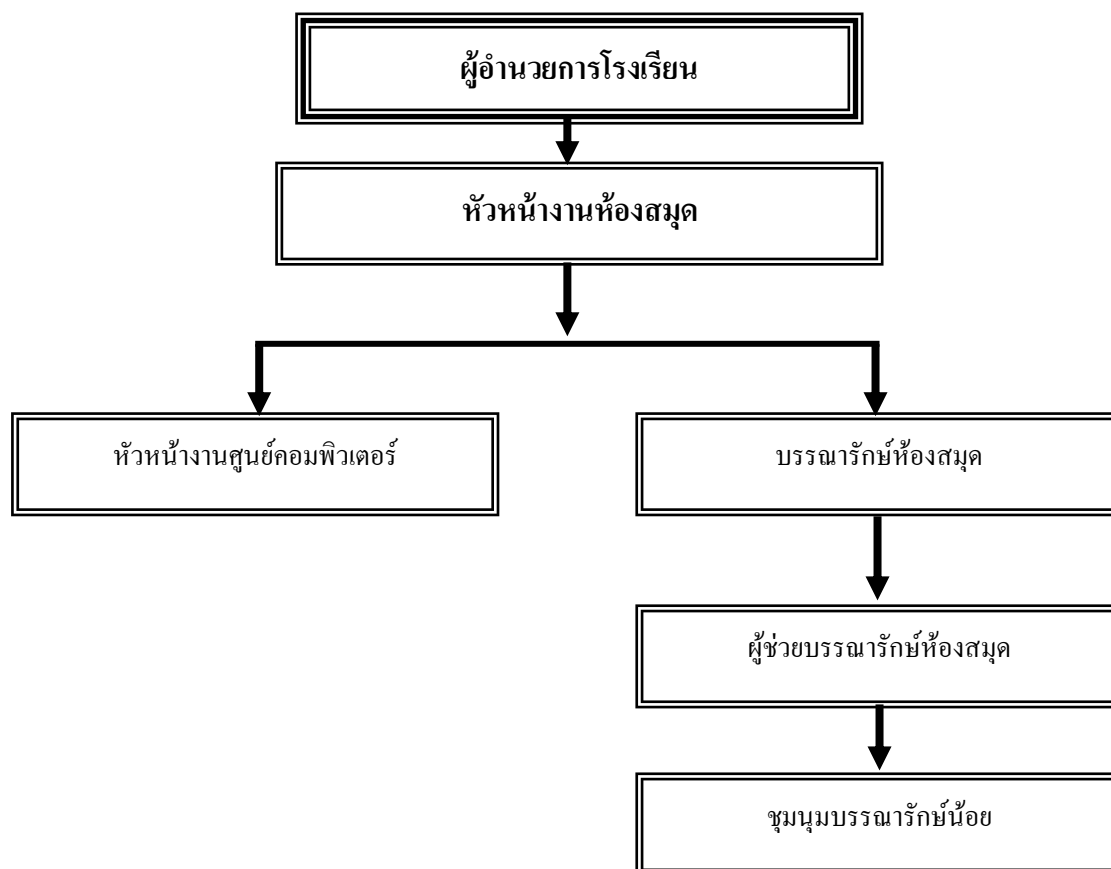 ผู้อำนวยการโรงเรียน
หัวหน้างานห้องสมุด
หัวหน้างานศูนย์คอมพิวเตอร์
บรรณารักษ์ห้องสมุด
ผู้ช่วยบรรณารักษ์ห้องสมุด
ชุมนุมบรรณารักษ์น้อย